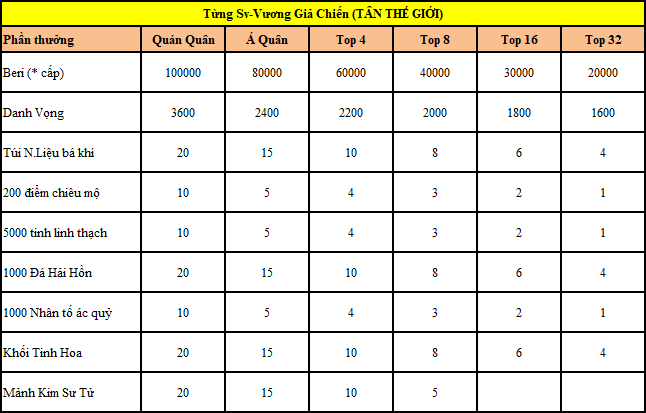 Từng Sv-Vương Giả Chiến (TÂN THẾ GIỚI)
Phần thưởng Quán Quân Á Quân Top 4 Top 8 Top 16 Top 32
Beri (* cấp) 100000 80000 60000 40000 30000 20000
Danh Vọng 3600 2400 2200 2000 1800 1600
Túi N.Liệu bá khí 20 15 10 8 6 4
200 điểm chiêu mộ 10 5 4 3 2 1
5000 tinh linh thạch 10 5 4 3 2 1
1000 Đá Hải Hồn 20 15 10 8 6 4
1000 Nhân tố ác quỷ 10 5 4 3 2 1
Khối Tinh Hoa 20 15 10 8 6 4
Mảnh Kim Sư Tử 20 15 10 5